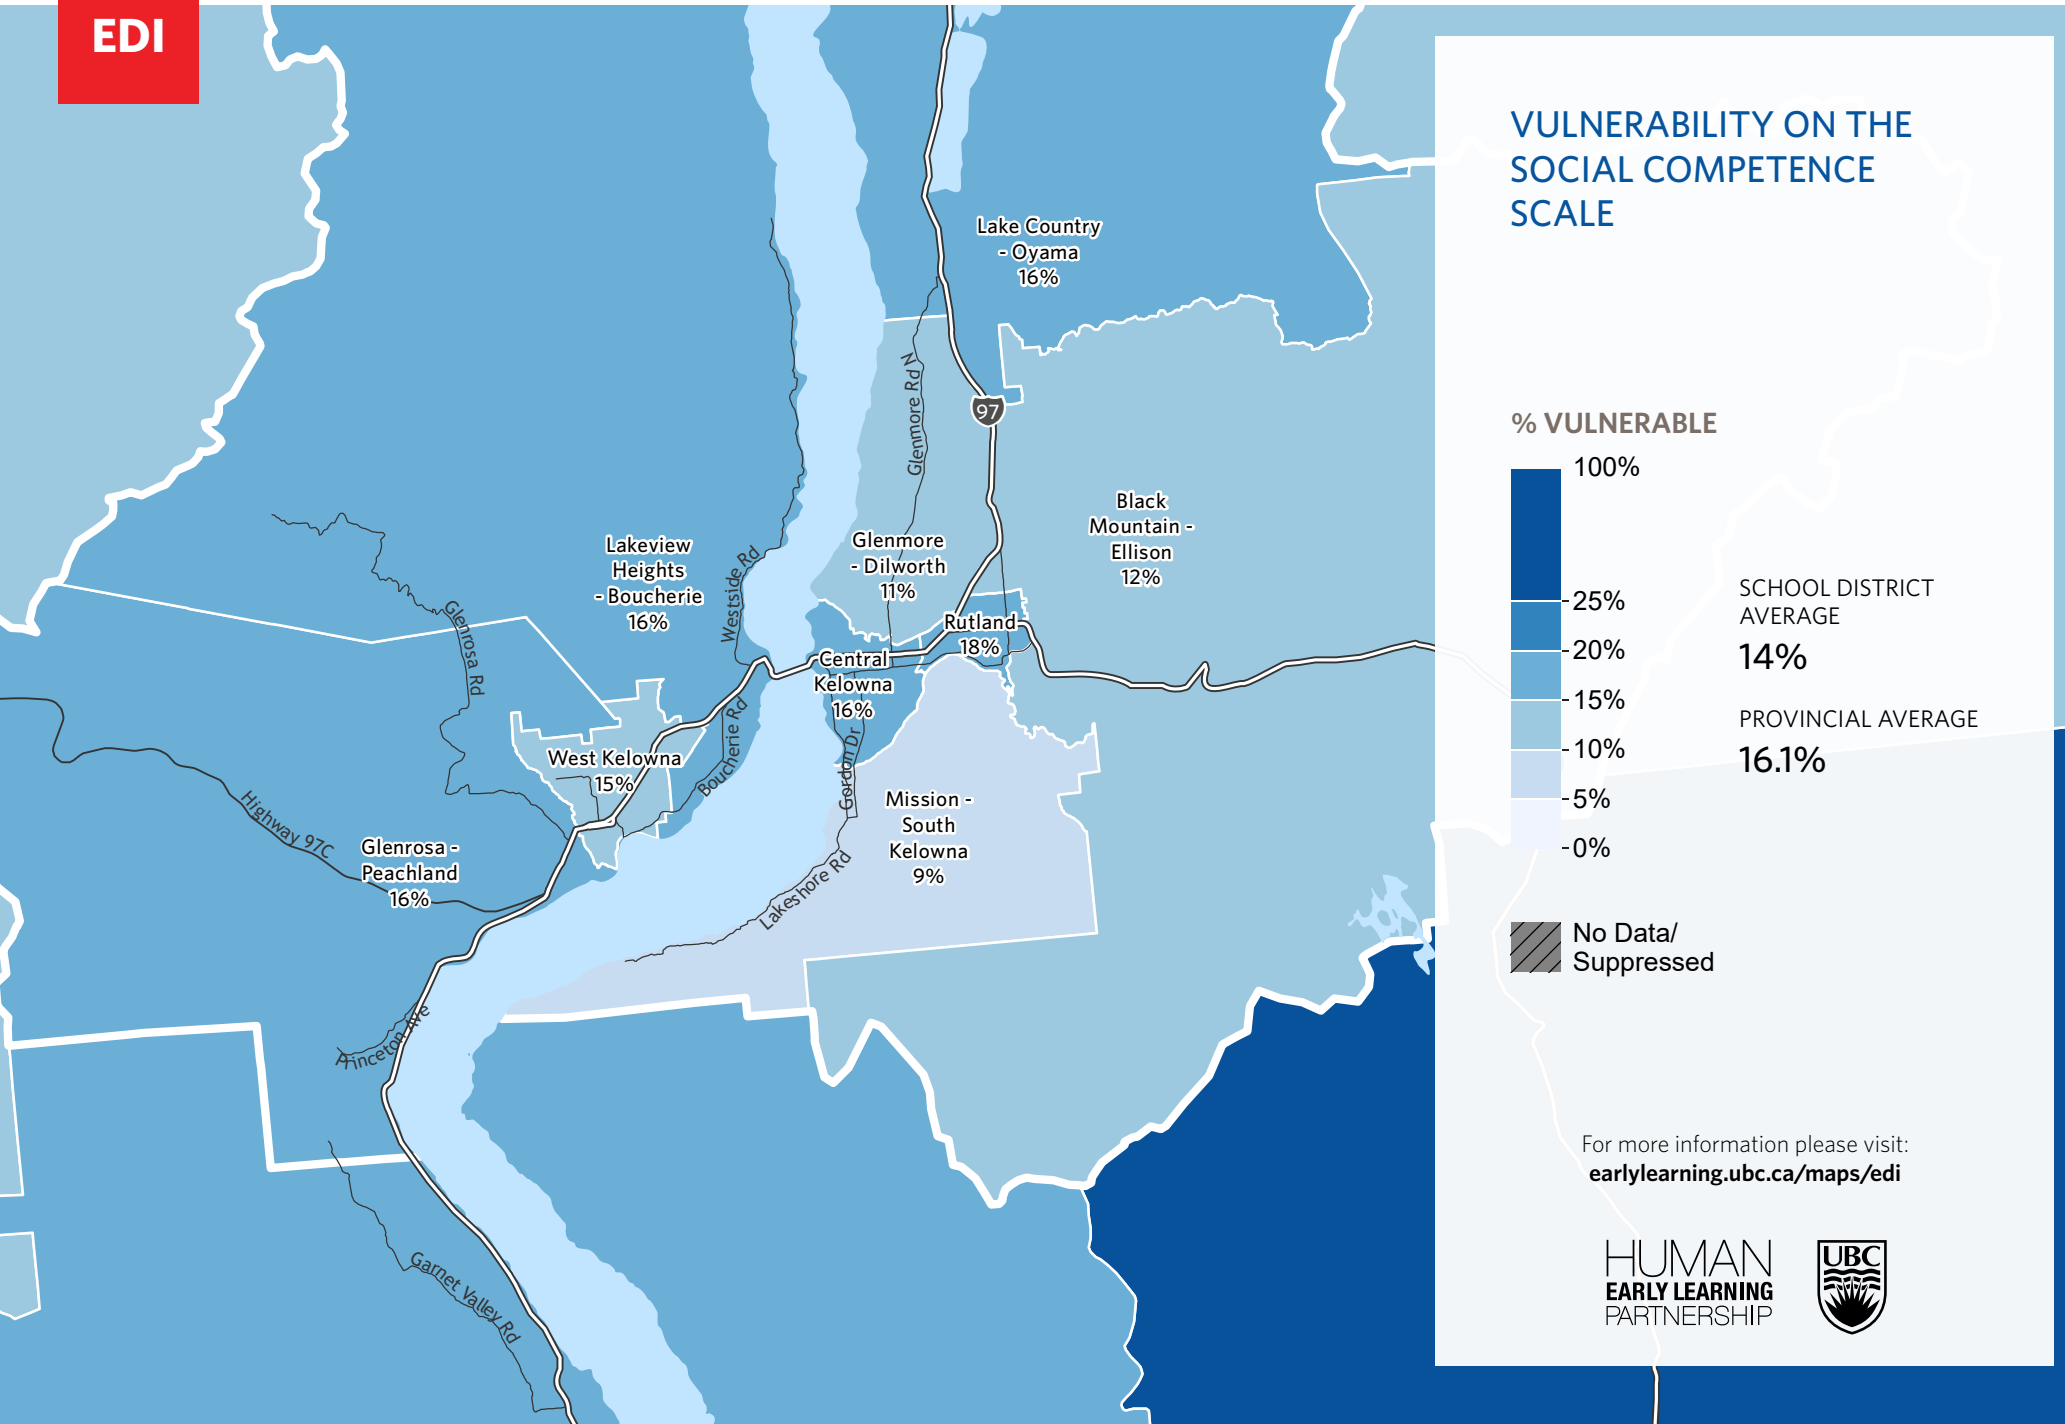 EDI
VULNERABILITY ON THE
SOCIAL COMPETENCE
SCALE
% VULNERABLE
100%
25%
20%
15%
10%
5%
0%
No Data/
Suppressed
SCHOOL DISTRICT
AVERAGE
14%
PROVINCIAL AVERAGE
16.1%
For more information please visit:
earlylearning.ubc.ca/maps/edi
HUMAN
EARLY LEARNING
PARTNERSHIP
UBC
Lake Country
- Oyama
16%
Glenmore Rd N
97
Black
Mountain -
Ellison
12%
Glenmore
- Dilworth
11%
Lakeview
Heights
- Boucherie
16%
Westside Rd
Rutland
18%
Central
Kelowna
16%
Glenrosa Rd
Boucherie Rd
Gordon Dr
West Kelowna
15%
Mission -
South
Kelowna
9%
Highway 97C
Glenrosa -
Peachland
16%
Lakeshore Rd
Princeton Ave
Garnet Valley Rd